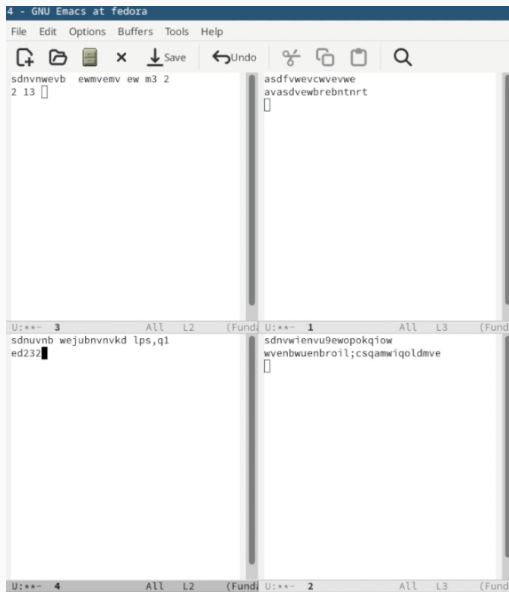 4 - GNU Emacs at fedora
File Edit Options Buffers Tools Help
Save Undo
sdnvnwevb  ewmvemv ew m3 2
2 13
asdfvwevcwvevwe
avasdvewbrebntnrt
U:**-  3 All L2 (Funda
U:**-  1 All L3 (Fund
sdnuvnb wejubnvnvkd lps,q1
ed232
sdnvwienvu9ewopokqiow
wvenbwuenbroil;csqamwiqoldmve
U:**-  4 All L2 (Funda
U:**-  2 All L3 (Fund